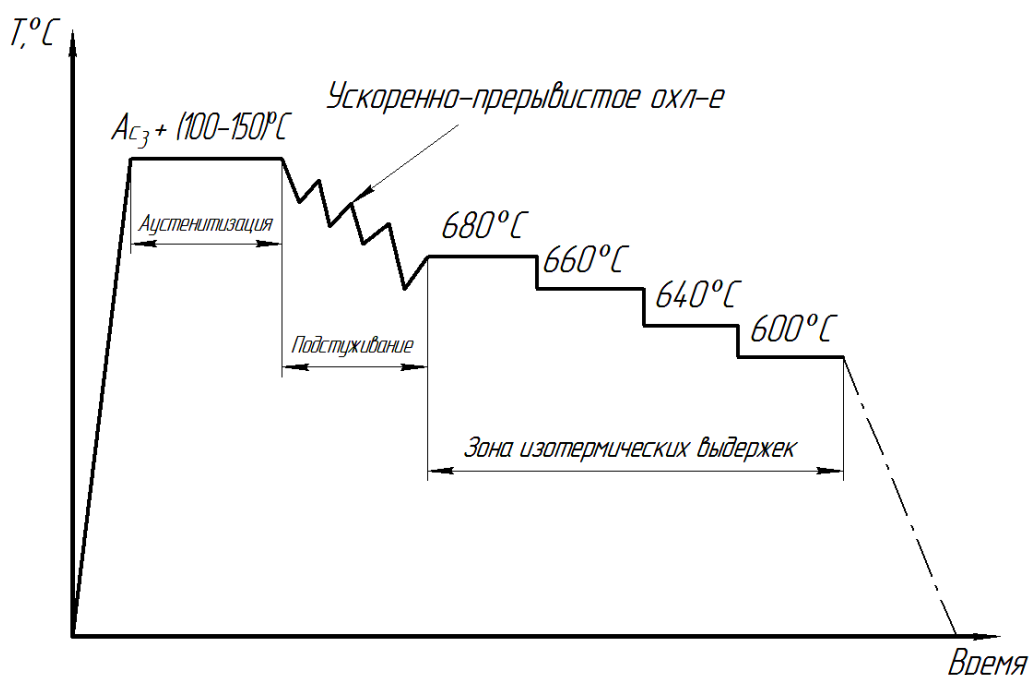 T,°C
Ускоренно-прерывистое охл-е
Ac₃ + (100-150)°C
Аустенитизация
680°C
660°C
640°C
600°C
Подстуживание
Зона изотермических выдержек
Время